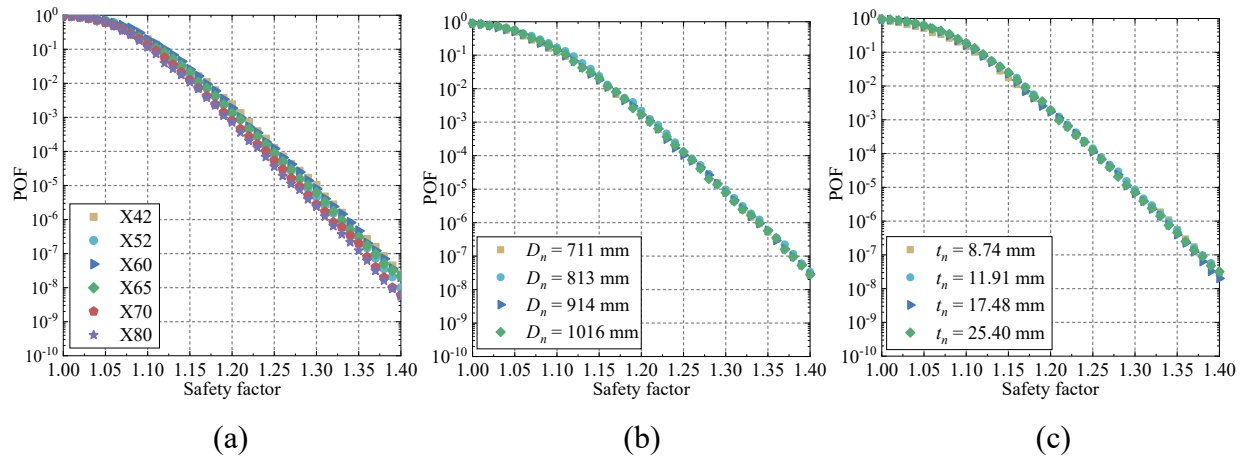 POF
10^0
10^-1
10^-2
10^-3
10^-4
10^-5
10^-6
10^-7
10^-8
10^-9
10^-10
X42
X52
X60
X65
X70
X80
1.00 1.05 1.10 1.15 1.20 1.25 1.30 1.35 1.40
Safety factor
(a)
POF
10^0
10^-1
10^-2
10^-3
10^-4
10^-5
10^-6
10^-7
10^-8
10^-9
10^-10
D_n = 711 mm
D_n = 813 mm
D_n = 914 mm
D_n = 1016 mm
1.00 1.05 1.10 1.15 1.20 1.25 1.30 1.35 1.40
Safety factor
(b)
POF
10^0
10^-1
10^-2
10^-3
10^-4
10^-5
10^-6
10^-7
10^-8
10^-9
10^-10
t_n = 8.74 mm
t_n = 11.91 mm
t_n = 17.48 mm
t_n = 25.40 mm
1.00 1.05 1.10 1.15 1.20 1.25 1.30 1.35 1.40
Safety factor
(c)